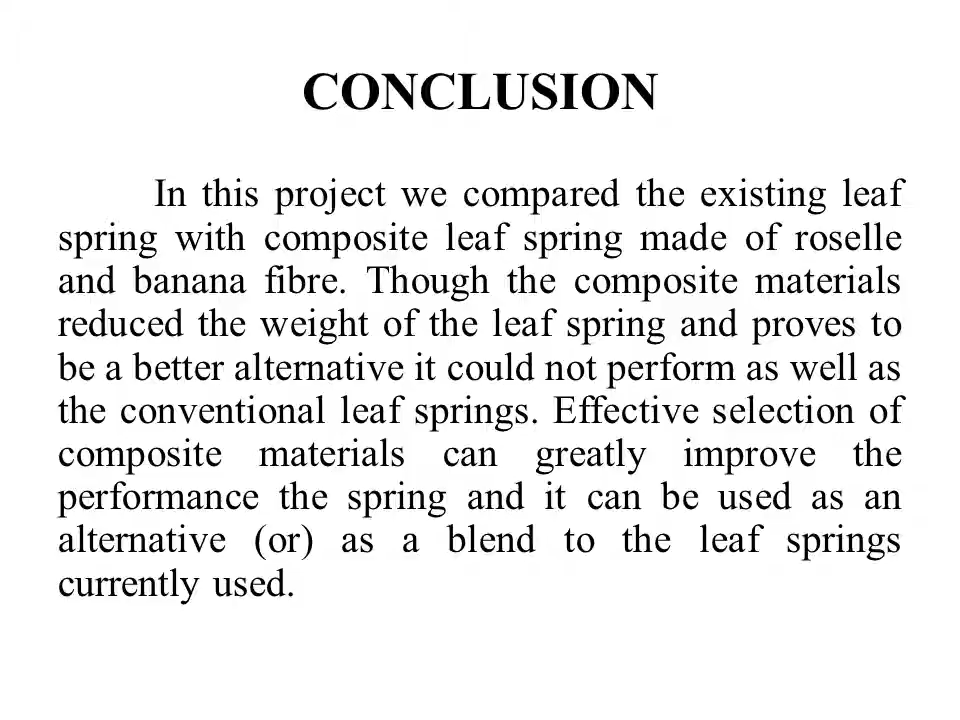 CONCLUSION
In this project we compared the existing leaf
spring with composite leaf spring made of roselle
and banana fibre. Though the composite materials
reduced the weight of the leaf spring and proves to
be a better alternative it could not perform as well as
the conventional leaf springs. Effective selection of
composite materials can greatly improve the
performance the spring and it can be used as an
alternative (or) as a blend to the leaf springs
currently used.